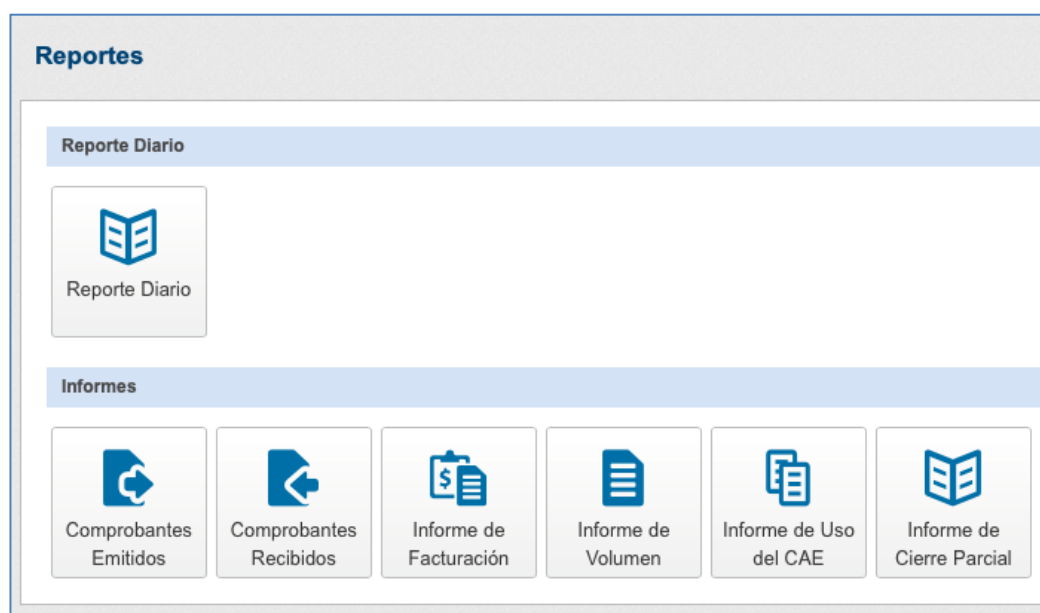 Reportes
Reporte Diario
Reporte Diario
Informes
Comprobantes
Emitidos
Comprobantes
Recibidos
Informe de
Facturación
Informe de
Volumen
Informe de Uso
del CAE
Informe de
Cierre Parcial